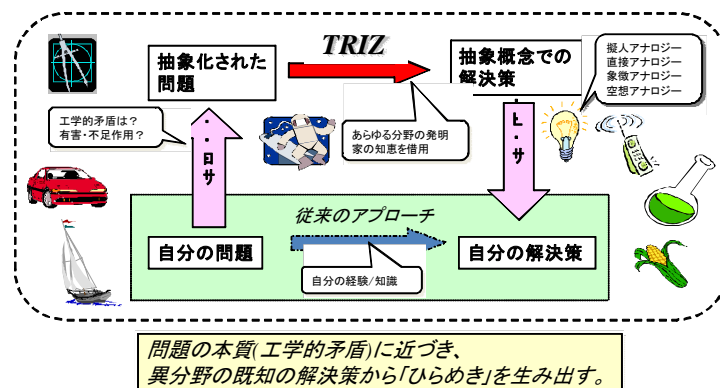 TRIZ
抽象化された
問題
抽象概念での
解決策
擬人アナロジー
直接アナロジー
象徴アナロジー
空想アナロジー
工学的矛盾は？
有害・不足作用？
あらゆる分野の発明
家の知恵を借用
従来のアプローチ
自分の問題
自分の解決策
自分の経験/知識
問題の本質(工学的矛盾)に近づき、
異分野の既知の解決策から「ひらめき」を生み出す。